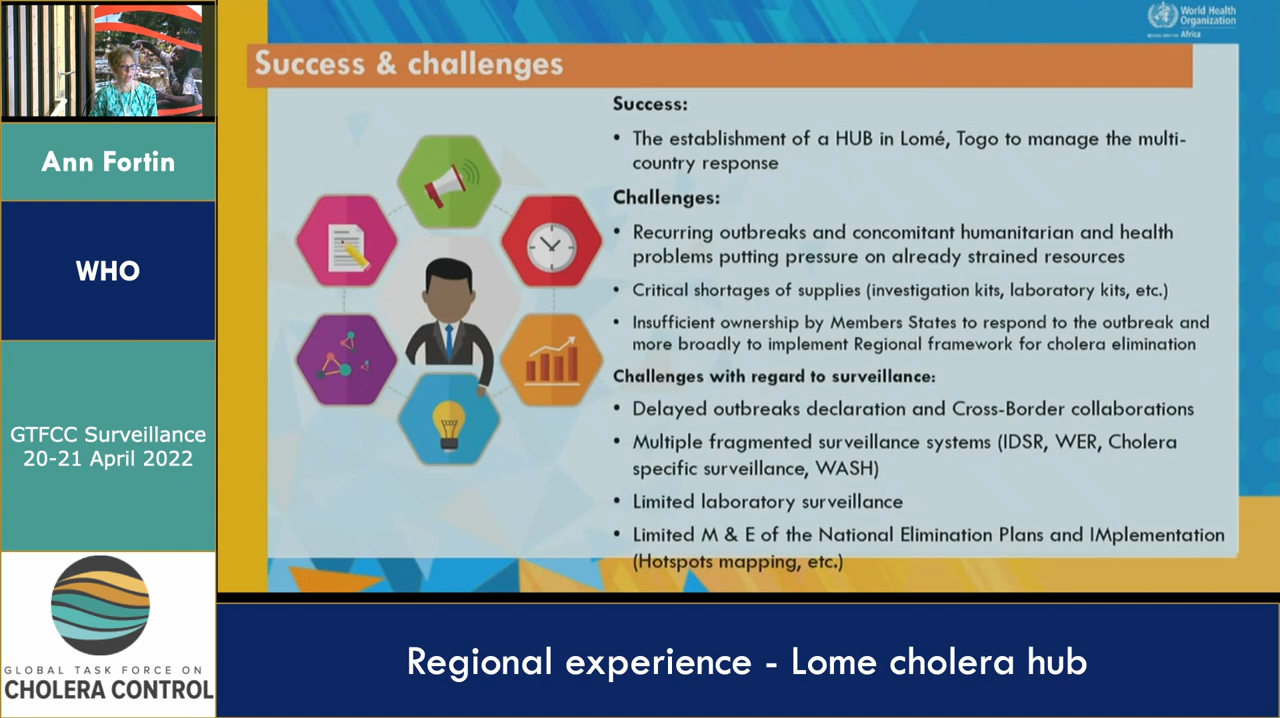 World Health
Organization
Africa
Success & challenges
Success:
• The establishment of a HUB in Lomé, Togo to manage the multi-
country response
Challenges:
• Recurring outbreaks and concomitant humanitarian and health
problems putting pressure on already strained resources
• Critical shortages of supplies (investigation kits, laboratory kits, etc.)
• Insufficient ownership by Members States to respond to the outbreak and
more broadly to implement Regional framework for cholera elimination
Challenges with regard to surveillance:
• Delayed outbreaks declaration and Cross-Border collaborations
• Multiple fragmented surveillance systems (IDSR, WER, Cholera
specific surveillance, WASH)
• Limited laboratory surveillance
• Limited M & E of the National Elimination Plans and IMplementation
(Hotspots mapping, etc.)
Ann Fortin
WHO
GTFCC Surveillance
20-21 April 2022
GLOBAL TASK FORCE ON
CHOLERA CONTROL
Regional experience - Lome cholera hub